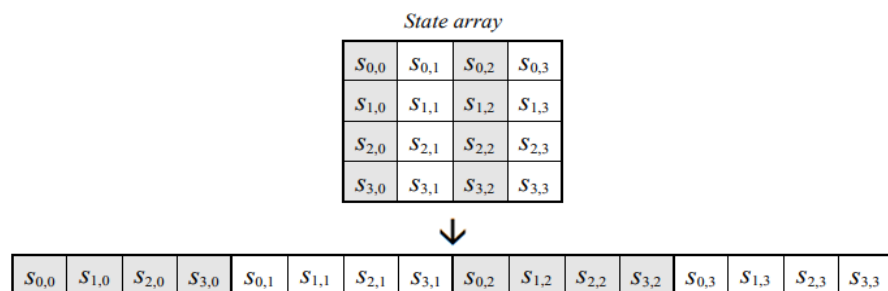 State array
s0,0 s0,1 s0,2 s0,3
s1,0 s1,1 s1,2 s1,3
s2,0 s2,1 s2,2 s2,3
s3,0 s3,1 s3,2 s3,3
s0,0 s1,0 s2,0 s3,0 s0,1 s1,1 s2,1 s3,1 s0,2 s1,2 s2,2 s3,2 s0,3 s1,3 s2,3 s3,3